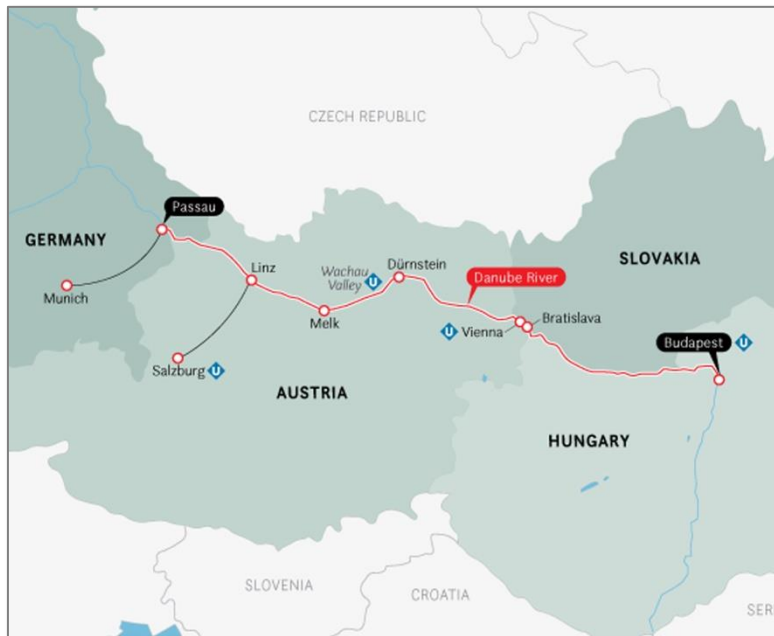 CZECH REPUBLIC
Passau
GERMANY
SLOVAKIA
Dürnstein
Linz
Wachau
Valley
U
Danube River
Munich
Melk
Bratislava
U
Vienna
Budapest
U
Salzburg
U
AUSTRIA
HUNGARY
SLOVENIA
CROATIA
SER